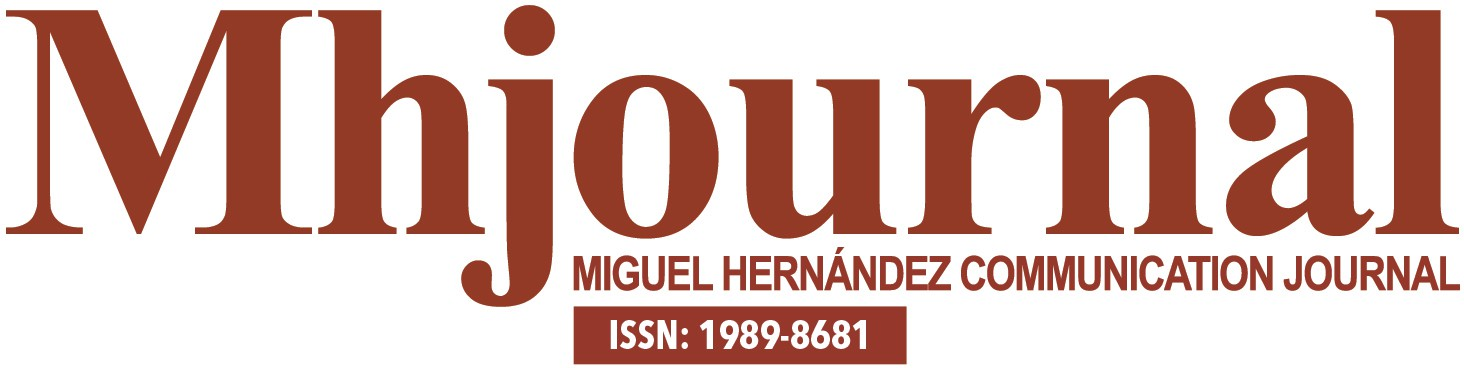 Mhjournal
MIGUEL HERNÁNDEZ COMMUNICATION JOURNAL
ISSN: 1989-8681